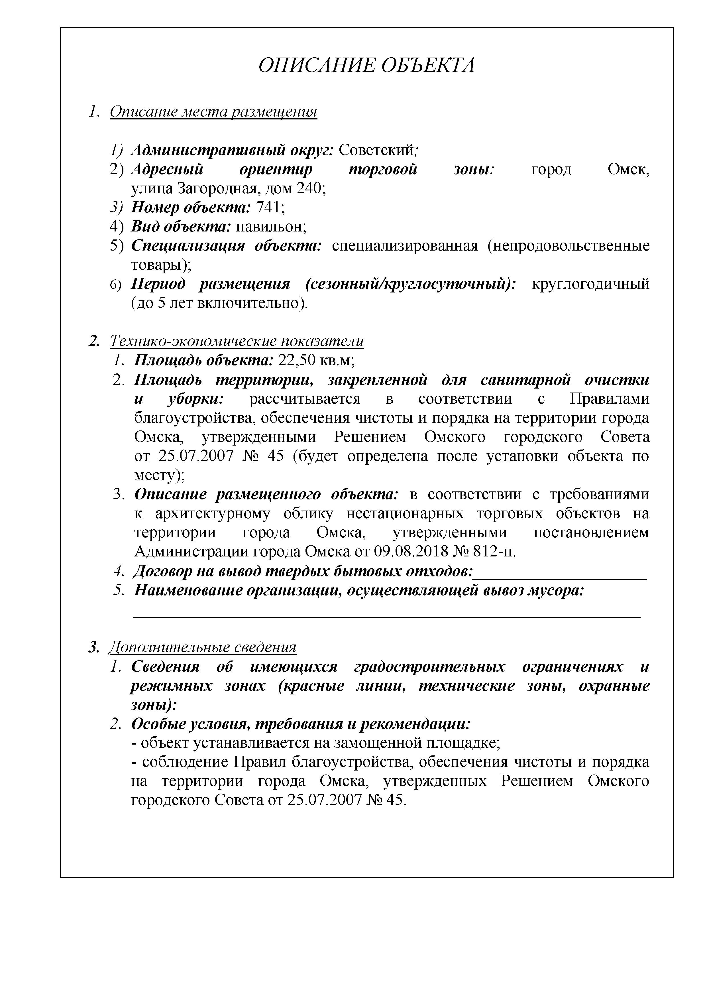 ОПИСАНИЕ ОБЪЕКТА
1. Описание места размещения
1) Административный округ: Советский;
2) Адресный ориентир торговой зоны: город Омск,
улица Загородная, дом 240;
3) Номер объекта: 741;
4) Вид объекта: павильон;
5) Специализация объекта: специализированная (непродовольственные
товары);
6) Период размещения (сезонный/круглосуточный): круглогодичный
(до 5 лет включительно).
2. Технико-экономические показатели
1. Площадь объекта: 22,50 кв.м;
2. Площадь территории, закрепленной для санитарной очистки
и уборки: рассчитывается в соответствии с Правилами
благоустройства, обеспечения чистоты и порядка на территории города
Омска, утвержденными Решением Омского городского Совета
от 25.07.2007 № 45 (будет определена после установки объекта по
месту);
3. Описание размещенного объекта: в соответствии с требованиями
к архитектурному облику нестационарных торговых объектов на
территории города Омска, утвержденными постановлением
Администрации города Омска от 09.08.2018 № 812-п.
4. Договор на вывод твердых бытовых отходов:
5. Наименование организации, осуществляющей вывоз мусора:
3. Дополнительные сведения
1. Сведения об имеющихся градостроительных ограничениях и
режимных зонах (красные линии, технические зоны, охранные
зоны):
2. Особые условия, требования и рекомендации:
- объект устанавливается на замощенной площадке;
- соблюдение Правил благоустройства, обеспечения чистоты и порядка
на территории города Омска, утвержденных Решением Омского
городского Совета от 25.07.2007 № 45.